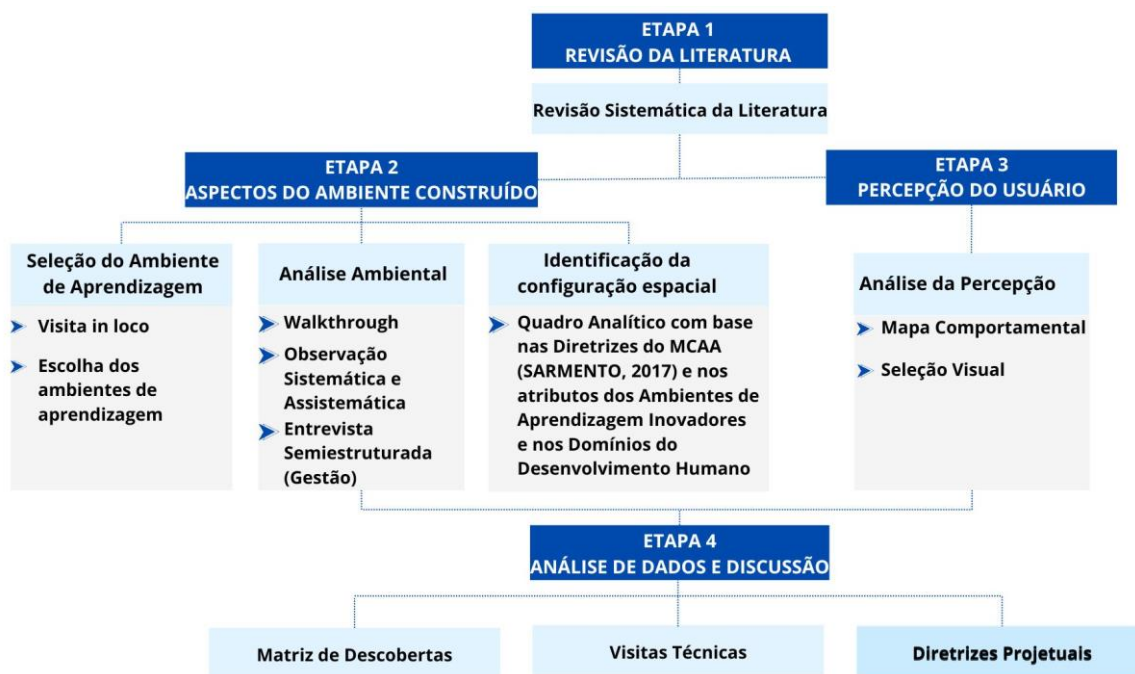 ETAPA 1
REVISÃO DA LITERATURA
Revisão Sistemática da Literatura
ETAPA 2
ASPECTOS DO AMBIENTE CONSTRUÍDO
ETAPA 3
PERCEPÇÃO DO USUÁRIO
Seleção do Ambiente
de Aprendizagem
Visita in loco
Escolha dos
ambientes de
aprendizagem
Análise Ambiental
Walkthrough
Observação
Sistemática e
Assistemática
Entrevista
Semiestruturada
(Gestão)
Identificação da
configuração espacial
Quadro Analítico com base
nas Diretrizes do MCAA
(SARMENTO, 2017) e nos
atributos dos Ambientes de
Aprendizagem Inovadores
e nos Domínios do
Desenvolvimento Humano
Análise da Percepção
Mapa Comportamental
Seleção Visual
ETAPA 4
ANÁLISE DE DADOS E DISCUSSÃO
Matriz de Descobertas
Visitas Técnicas
Diretrizes Projetuais